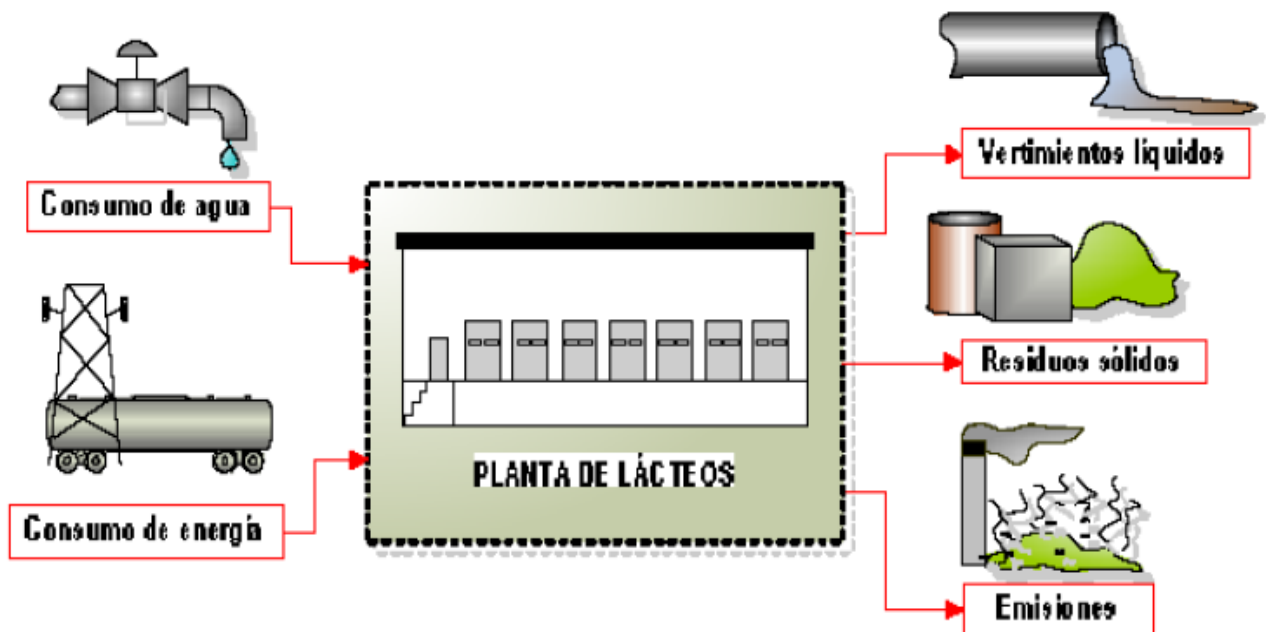 Consumo de agua
Consumo de energía
PLANTA DE LÁCTEOS
Vertimientos líquidos
Residuos sólidos
Emisiones